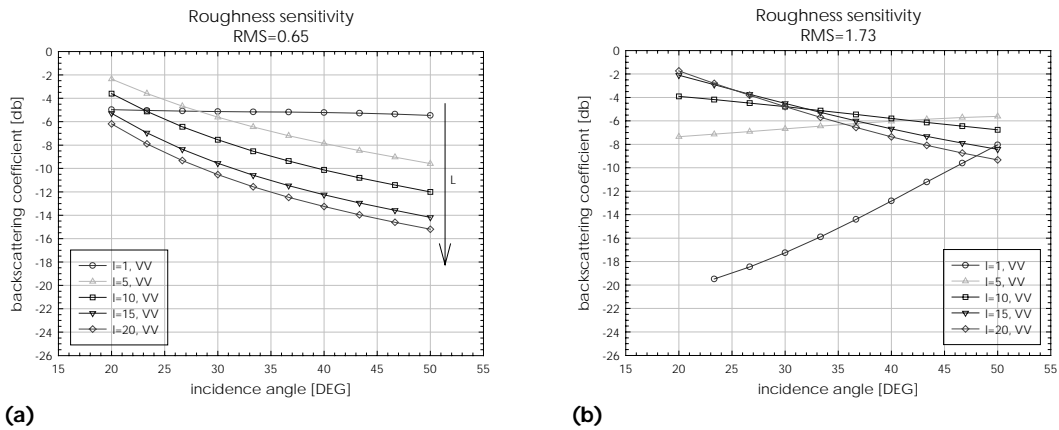 Roughness sensitivity
RMS=0.65
0
-2
-4
-6
-8
-10
-12
-14
-16
-18
-20
-22
-24
-26
backscattering coefficient [db]
L
l=1, VV
l=5, VV
l=10, VV
l=15, VV
l=20, VV
15 20 25 30 35 40 45 50 55
incidence angle [DEG]
(a)
Roughness sensitivity
RMS=1.73
0
-2
-4
-6
-8
-10
-12
-14
-16
-18
-20
-22
-24
-26
backscattering coefficient [db]
l=1, VV
l=5, VV
l=10, VV
l=15, VV
l=20, VV
15 20 25 30 35 40 45 50 55
incidence angle [DEG]
(b)